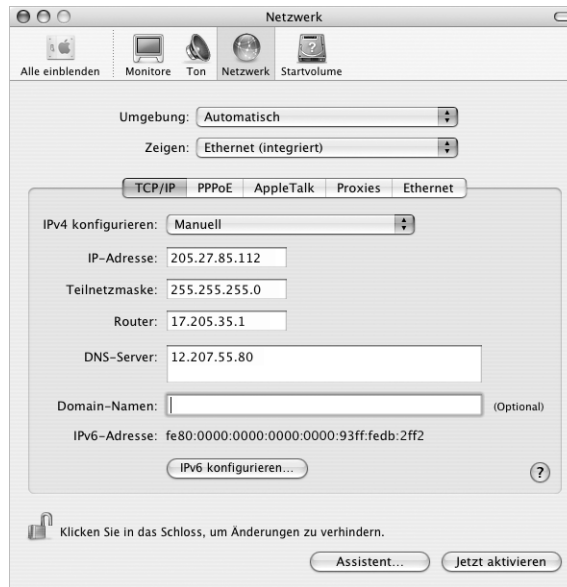 Netzwerk
Alle einblenden Monitore Ton Netzwerk Startvolume
Umgebung: Automatisch
Zeigen: Ethernet (integriert)
TCP/IP PPPoE AppleTalk Proxies Ethernet
IPv4 konfigurieren: Manuell
IP-Adresse: 205.27.85.112
Teilnetzmaske: 255.255.255.0
Router: 17.205.35.1
DNS-Server: 12.207.55.80
Domain-Namen: (Optional)
IPv6-Adresse: fe80:0000:0000:0000:0000:93ff:fedb:2ff2
IPv6 konfigurieren... ?
Klicken Sie in das Schloss, um Änderungen zu verhindern.
Assistent... Jetzt aktivieren